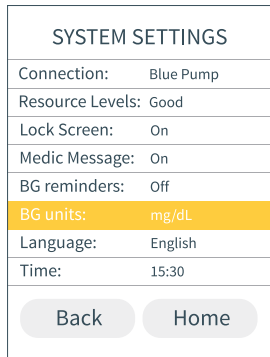 SYSTEM SETTINGS
Connection: Blue Pump
Resource Levels: Good
Lock Screen: On
Medic Message: On
BG reminders: Off
BG units: mg/dL
Language: English
Time: 15:30
Back Home